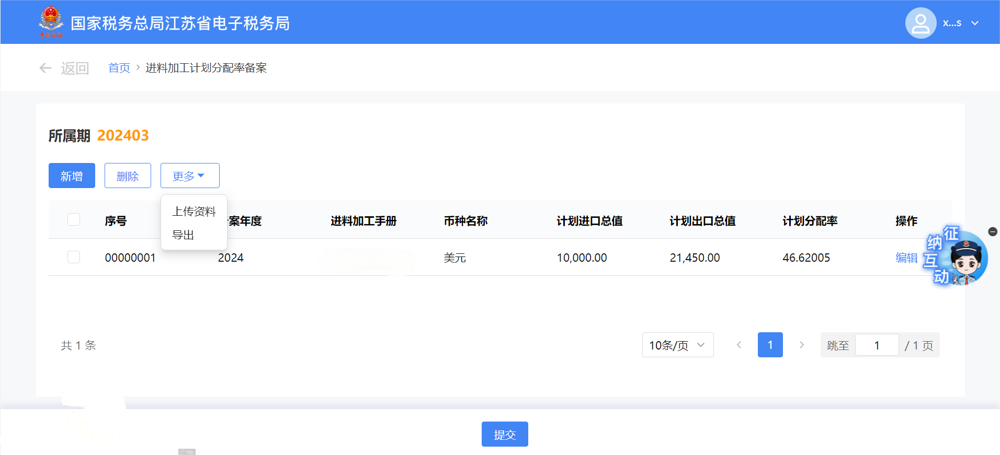 国家税务总局江苏省电子税务局
x...s
返回 首页 > 进料加工计划分配率备案
所属期 202403
新增 删除 更多
上传资料
导出
序号 案年度 进料加工手册 币种名称 计划进口总值 计划出口总值 计划分配率 操作
00000001 2024 美元 10,000.00 21,450.00 46.62005 编辑
征纳互动
共 1 条 10条/页 1 跳至 1 / 1 页
提交